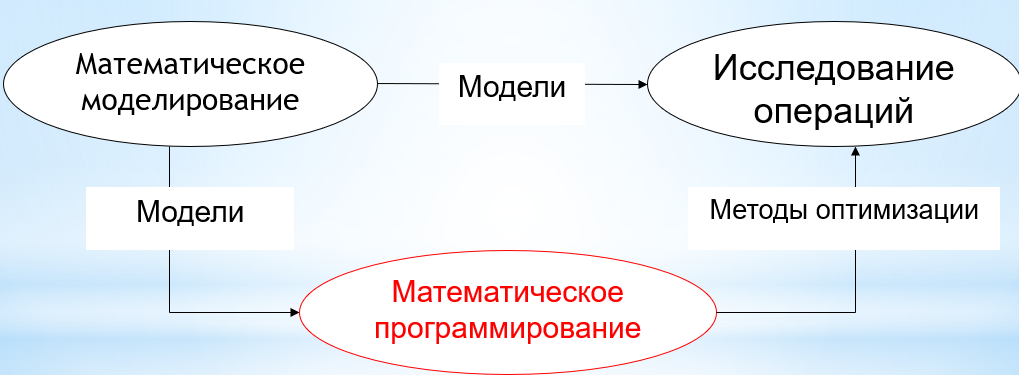 Математическое
моделирование
Модели
Исследование
операций
Модели
Методы оптимизации
Математическое
программирование